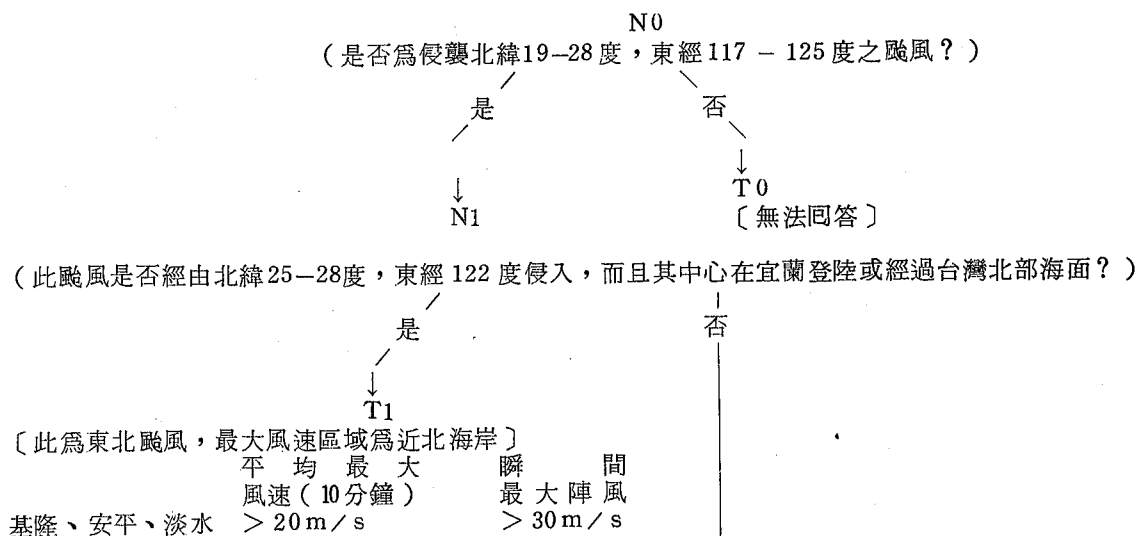 N0
(是否為侵襲北緯19–28度,東經117 – 125度之颱風?)
是 否
N1 T0
〔無法囘答〕
(此颱風是否經由北緯25–28度,東經122度侵入,而且其中心在宜蘭登陸或經過台灣北部海面?)
是 否
T1
〔此為東北颱風,最大風速區域為近北海岸〕
平均最大 瞬間
風速(10分鐘) 最大陣風
基隆、安平、淡水 >20m/s >30m/s